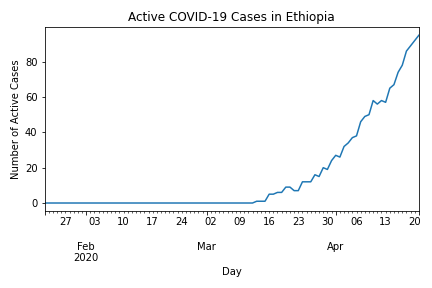 Active COVID-19 Cases in Ethiopia
Number of Active Cases
80
60
40
20
0
27 03 10 17 24 02 09 16 23 30 06 13 20
Feb Mar Apr
2020
Day